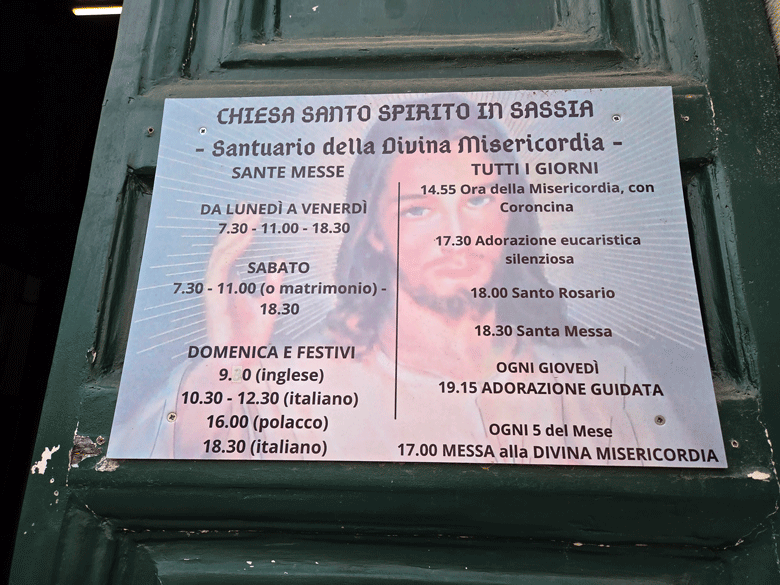 CHIESA SANTO SPIRITO IN SASSIA
- Santuario della Divina Misericordia -
SANTE MESSE
DA LUNEDÌ A VENERDÌ
7.30 - 11.00 - 18.30
SABATO
7.30 - 11.00 (o matrimonio) -
18.30
DOMENICA E FESTIVI
(inglese)
10.30 - 12.30 (italiano)
16.00 (polacco)
18.30 (italiano)
TUTTI I GIORNI
14.55 Ora della Misericordia, con
Coroncina
17.30 Adorazione eucaristica
silenziosa
18.00 Santo Rosario
18.30 Santa Messa
OGNI GIOVEDÌ
19.15 ADORAZIONE GUIDATA
OGNI 5 del Mese
17.00 MESSA alla DIVINA MISERICORDIA